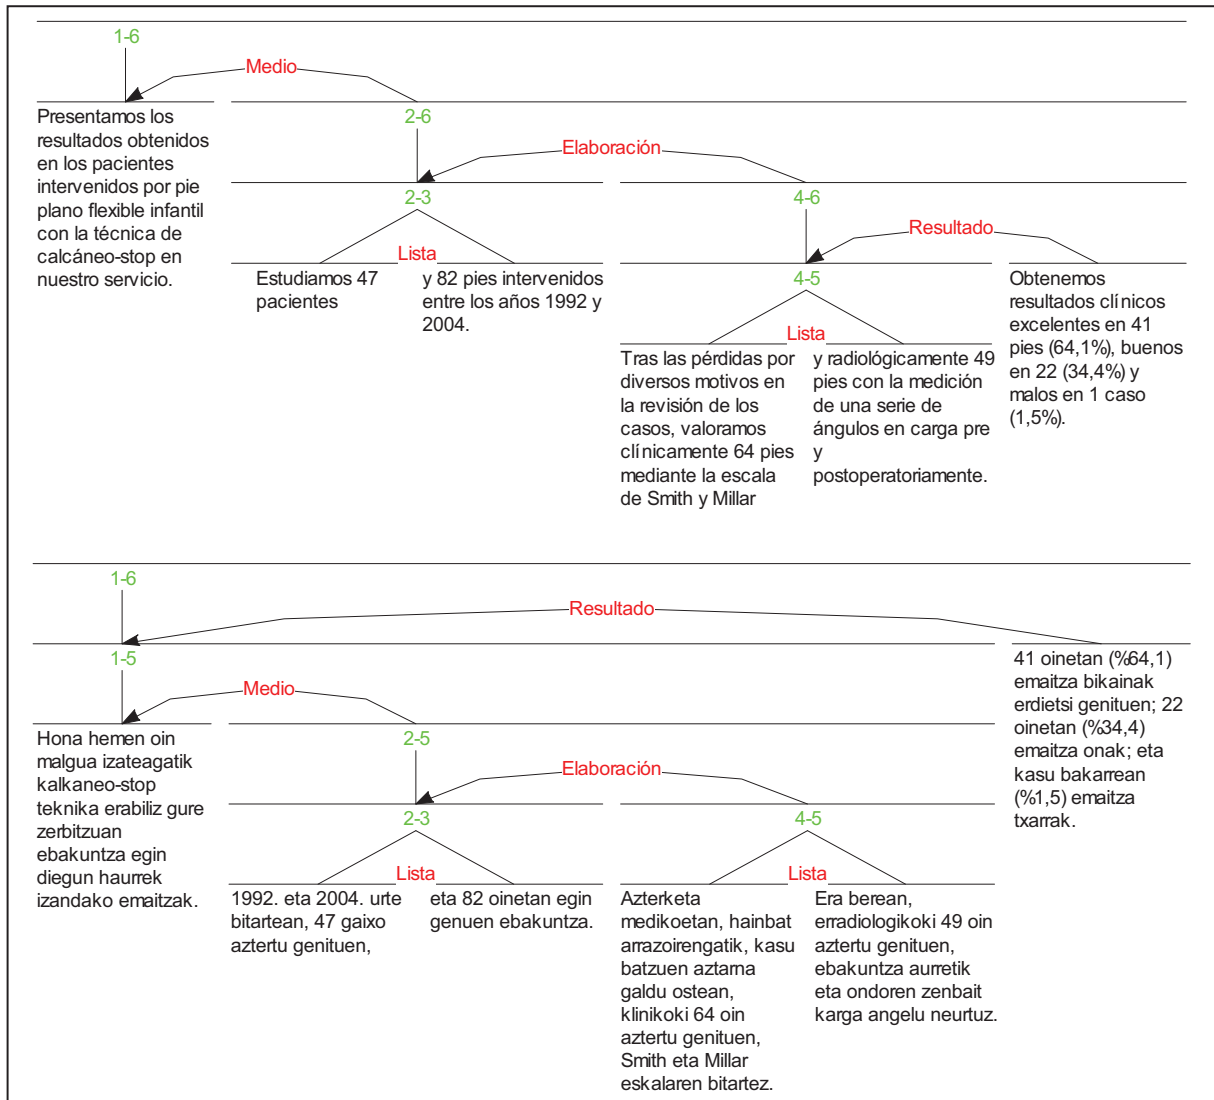 1-6
Medio
Presentamos los
resultados obtenidos
en los pacientes
intervenidos por pie
plano flexible infantil
con la técnica de
calcáneo-stop en
nuestro servicio.
2-6
Elaboración
2-3
Lista
Estudiamos 47
pacientes
y 82 pies intervenidos
entre los años 1992 y
2004.
4-6
Resultado
4-5
Lista
Tras las pérdidas por
diversos motivos en
la revisión de los
casos, valoramos
clínicamente 64 pies
mediante la escala
de Smith y Millar
y radiológicamente 49
pies con la medición
de una serie de
ángulos en carga pre
y
postoperatoriamente.
Obtenemos
resultados clínicos
excelentes en 41
pies (64,1%), buenos
en 22 (34,4%) y
malos en 1 caso
(1,5%).
1-6
Resultado
1-5
Medio
Hona hemen oin
malgua izateagatik
kalkaneo-stop
teknika erabiliz gure
zerbitzuan
ebakuntza egin
diegun haurrek
izandako emaitzak.
2-5
Elaboración
2-3
Lista
1992. eta 2004. urte
bitartean, 47 gaixo
aztertu genituen,
eta 82 oinetan egin
genuen ebakuntza.
4-5
Lista
Azterketa
medikoetan, hainbat
arrazoirengatik, kasu
batzuen aztarna
galdu ostean,
klinikoki 64 oin
aztertu genituen,
Smith eta Millar
eskalaren bitartez.
Era berean,
erradiologikoki 49 oin
aztertu genituen,
ebakuntza aurretik
eta ondoren zenbait
karga angelu neurtuz.
41 oinetan (%64,1)
emaitza bikainak
erdietsi genituen; 22
oinetan (%34,4)
emaitza onak; eta
kasu bakarrean
(%1,5) emaitza
txarrak.